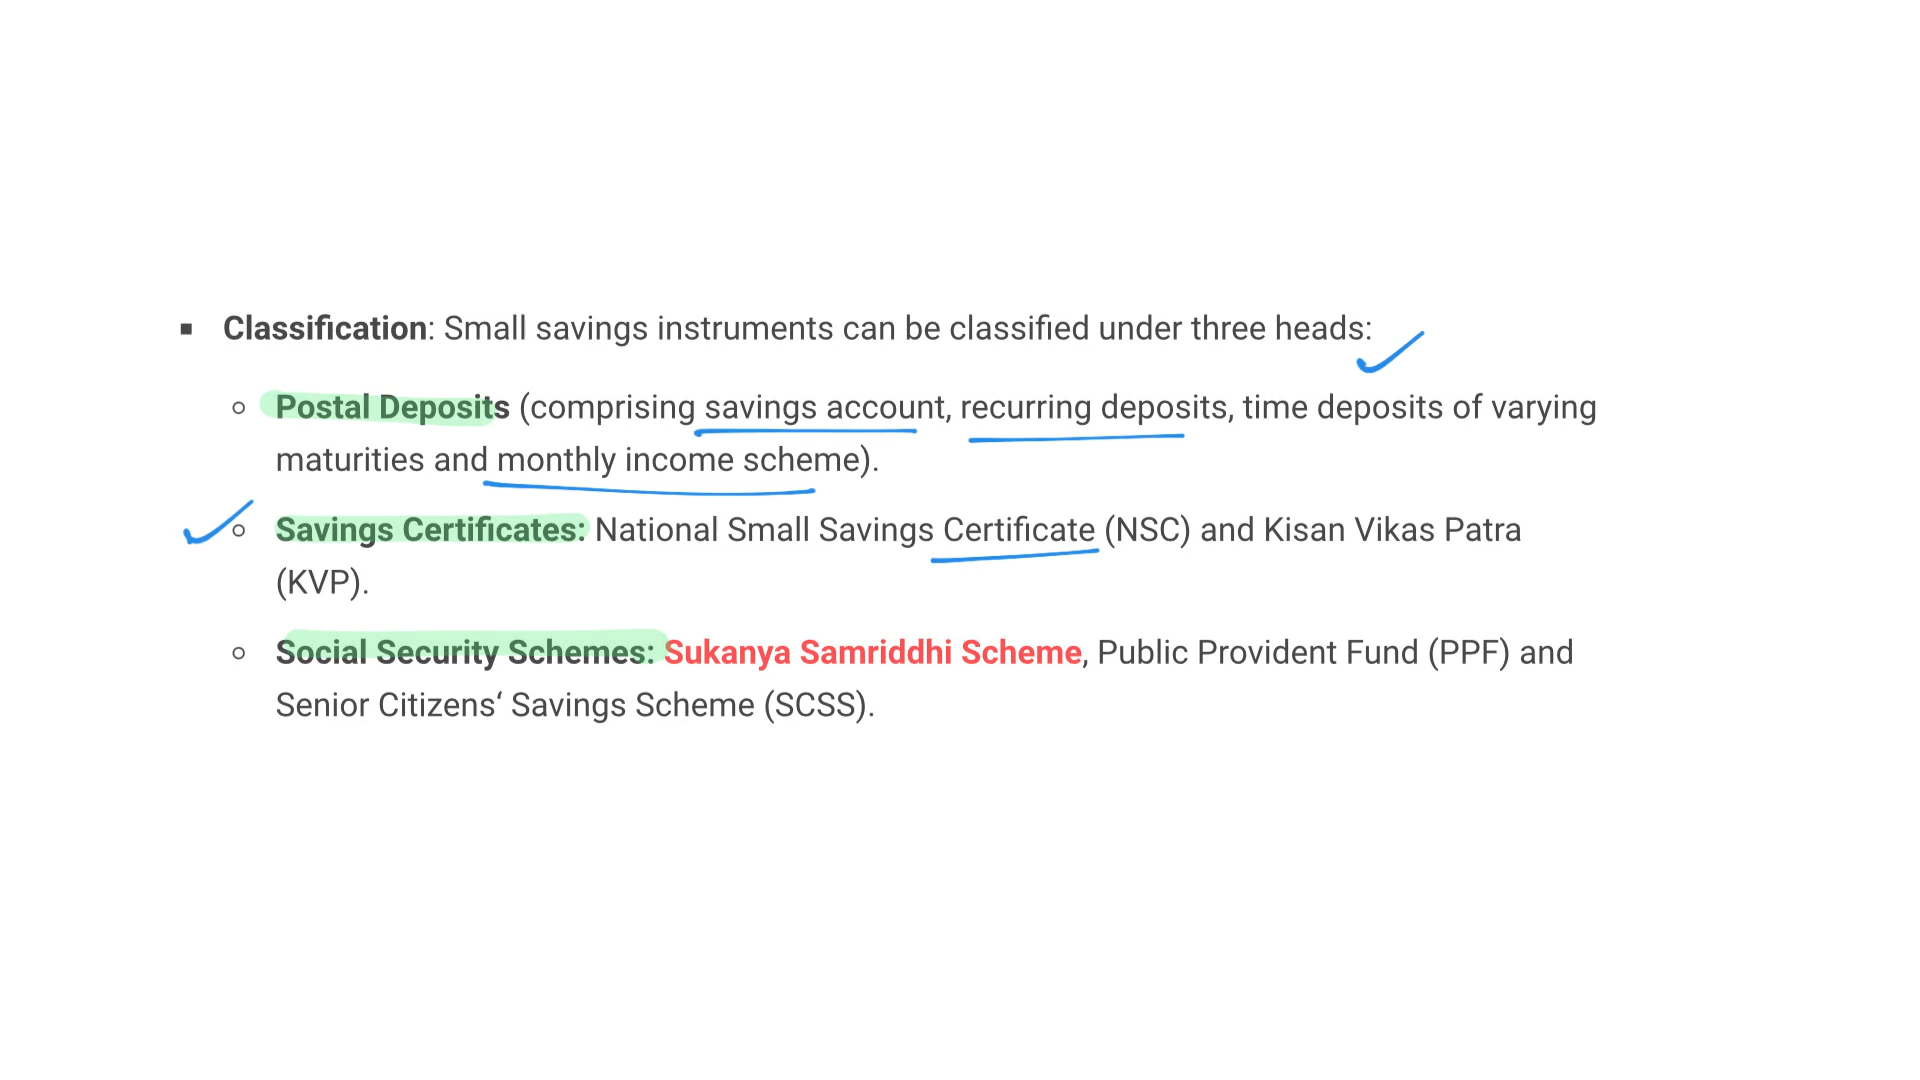 ▪ Classification: Small savings instruments can be classified under three heads:
○ Postal Deposits (comprising savings account, recurring deposits, time deposits of varying
maturities and monthly income scheme).
○ Savings Certificates: National Small Savings Certificate (NSC) and Kisan Vikas Patra
(KVP).
○ Social Security Schemes: Sukanya Samriddhi Scheme, Public Provident Fund (PPF) and
Senior Citizens‘ Savings Scheme (SCSS).